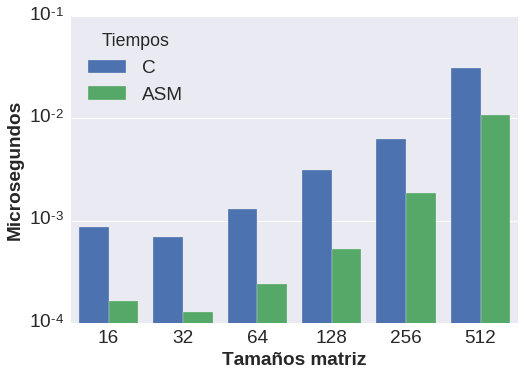 10⁻¹
10⁻²
10⁻³
10⁻⁴
Microsegundos
Tiempos
C
ASM
16 32 64 128 256 512
Tamaños matriz